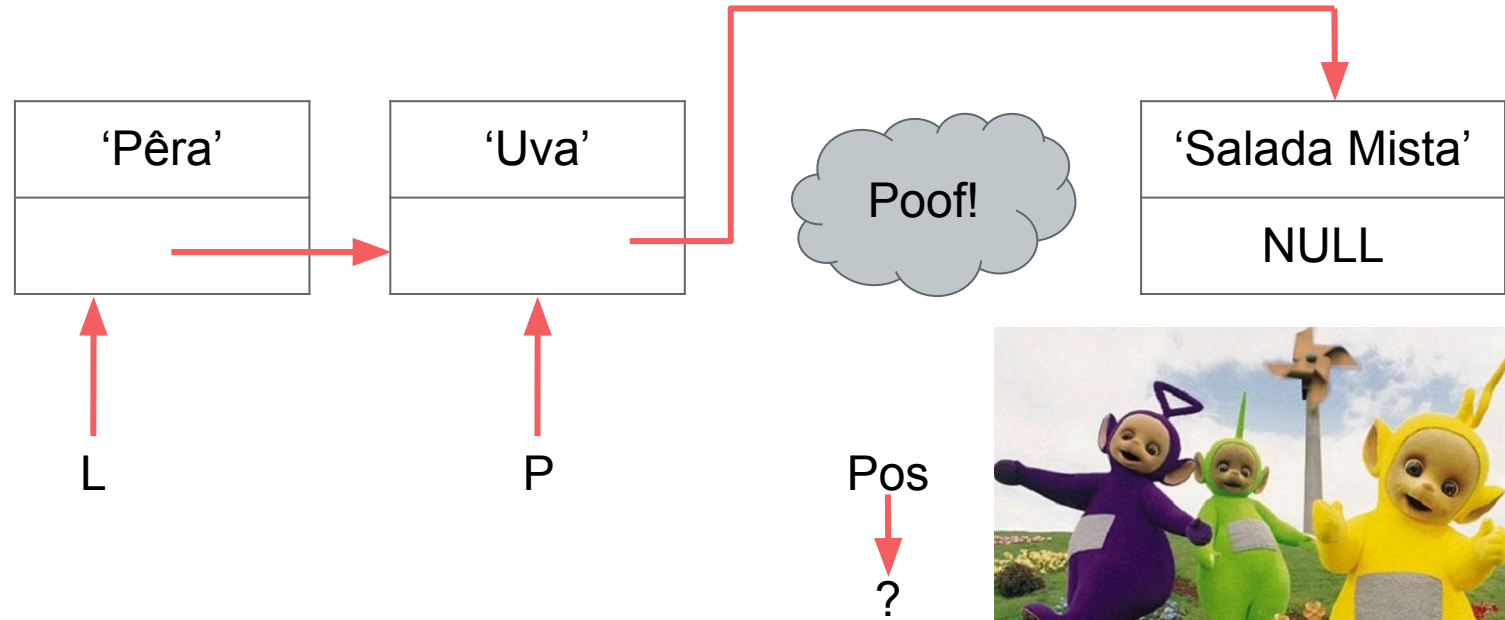 ‘Pêra’
‘Uva’
Poof!
‘Salada Mista’
NULL
L
P
Pos
?